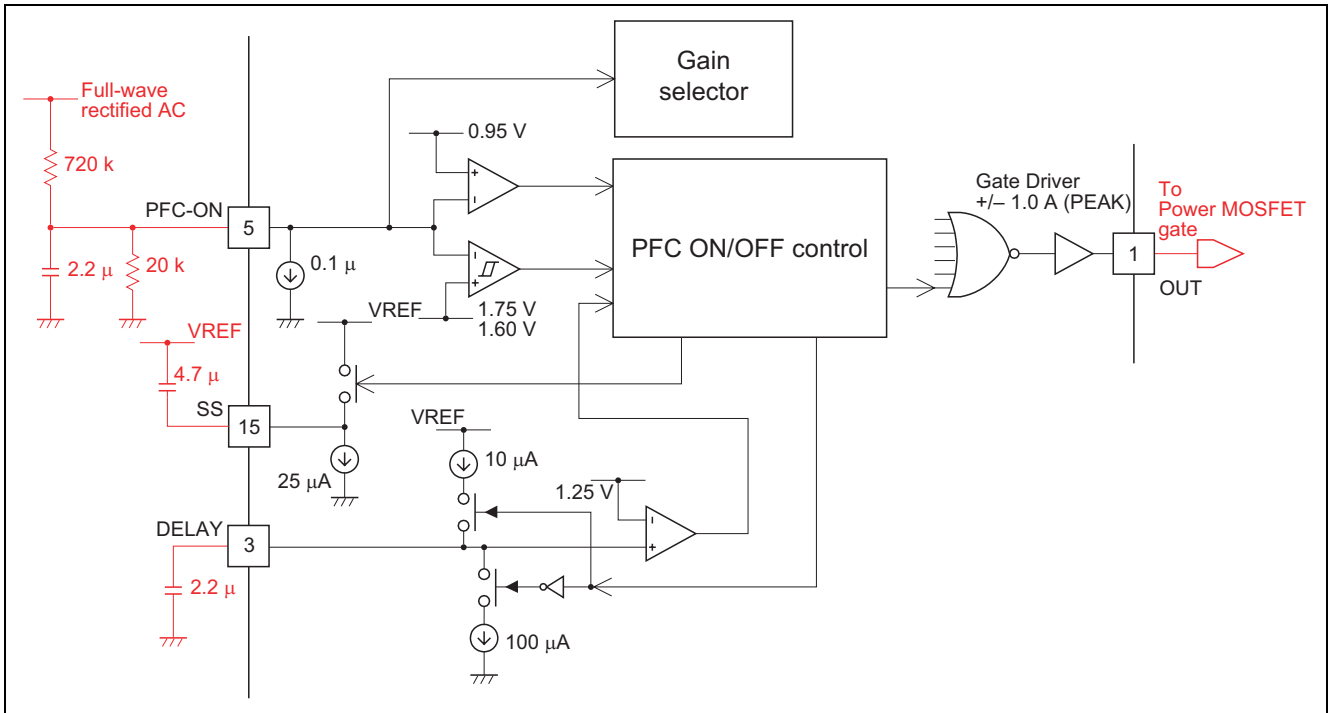 Gain
selector
Full-wave
rectified AC
0.95 V
720 k
PFC-ON
5
+
–
PFC ON/OFF control
Gate Driver
+/– 1.0 A (PEAK)
To
Power MOSFET
gate
1
OUT
2.2 μ
20 k
0.1 μ
–
+
VREF
1.75 V
1.60 V
VREF
4.7 μ
SS
15
25 μA
VREF
10 μA
1.25 V
–
+
DELAY
3
2.2 μ
100 μA